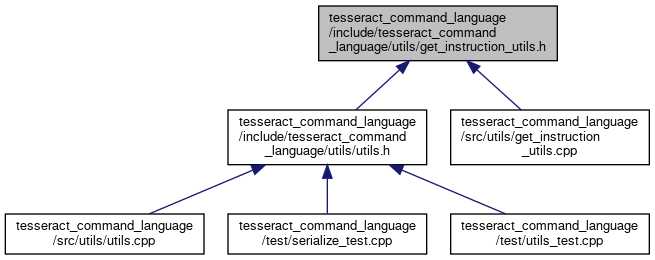 tesseract_command_language
/include/tesseract_command
_language/utils/get_instruction_utils.h
tesseract_command_language
/include/tesseract_command
_language/utils/utils.h
tesseract_command_language
/src/utils/get_instruction
_utils.cpp
tesseract_command_language
/src/utils/utils.cpp
tesseract_command_language
/test/serialize_test.cpp
tesseract_command_language
/test/utils_test.cpp